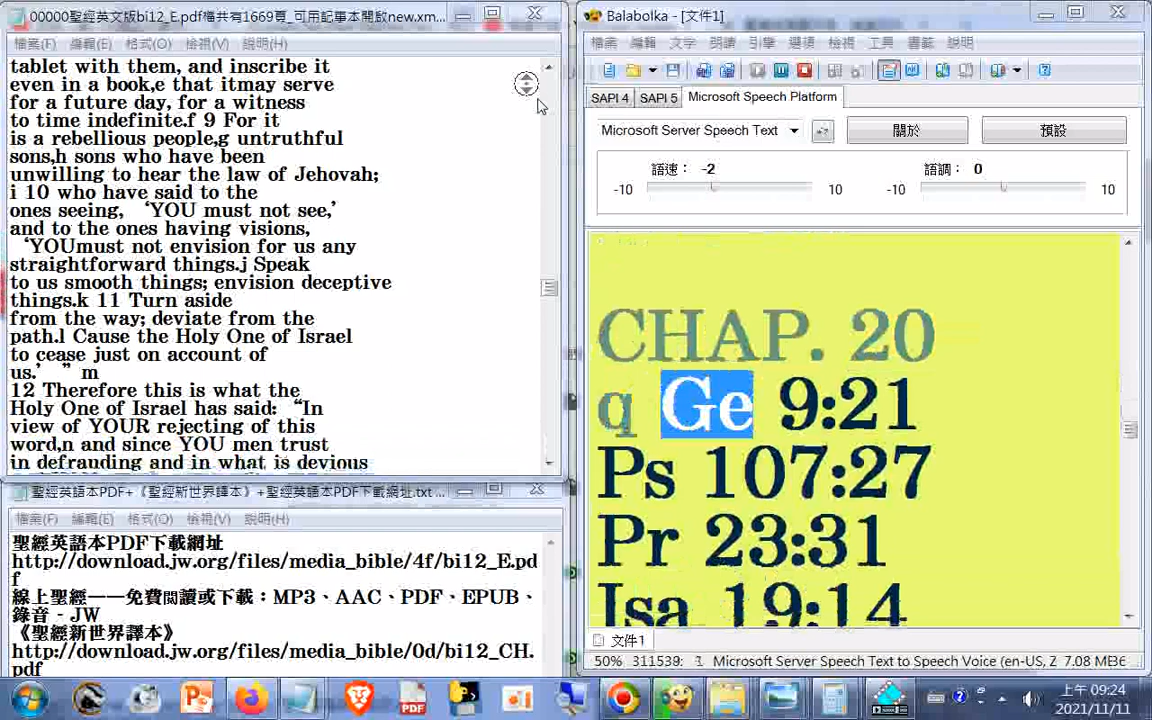 00000聖經英文版bi12_E.pdf檔共有1669頁_可用記事本開啟new.xm...
檔案(F) 編輯(E) 格式(O) 檢視(V) 說明(H)
tablet with them, and inscribe it
even in a book,e that itmay serve
for a future day, for a witness
to time indefinite.f 9 For it
is a rebellious people,g untruthful
sons,h sons who have been
unwilling to hear the law of Jehovah;
i 10 who have said to the
ones seeing, ‘YOU must not see,’
and to the ones having visions,
‘YOUmust not envision for us any
straightforward things.j Speak
to us smooth things; envision deceptive
things.k 11 Turn aside
from the way; deviate from the
path.l Cause the Holy One of Israel
to cease just on account of
us.’ ” m
12 Therefore this is what the
Holy One of Israel has said: “In
view of YOUR rejecting of this
word,n and since YOU men trust
in defrauding and in what is devious
聖經英語本PDF+《聖經新世界譯本》+聖經英語本PDF下載網址.txt ...
檔案(F) 編輯(E) 格式(O) 檢視(V) 說明(H)
聖經英語本PDF下載網址
http://download.jw.org/files/media_bible/4f/bi12_E.pd
f
線上聖經——免費閱讀或下載：MP3、AAC、PDF、EPUB、
錄音 - JW
《聖經新世界譯本》
http://download.jw.org/files/media_bible/0d/bi12_CH.
pdf
Balabolka - [文件1]
檔案 編輯 文字 朗讀 引擎 選項 檢視 工具 書籤 說明
SAPI 4 SAPI 5 Microsoft Speech Platform
Microsoft Server Speech Text 關於 預設
語速： -2 語調： 0
-10 10 -10 10
CHAP. 20
q Ge 9:21
Ps 107:27
Pr 23:31
Isa 19:14
文件1
50% 311539: 1 Microsoft Server Speech Text to Speech Voice (en-US, Z 7.08 MB
上午 09:24
2021/11/11